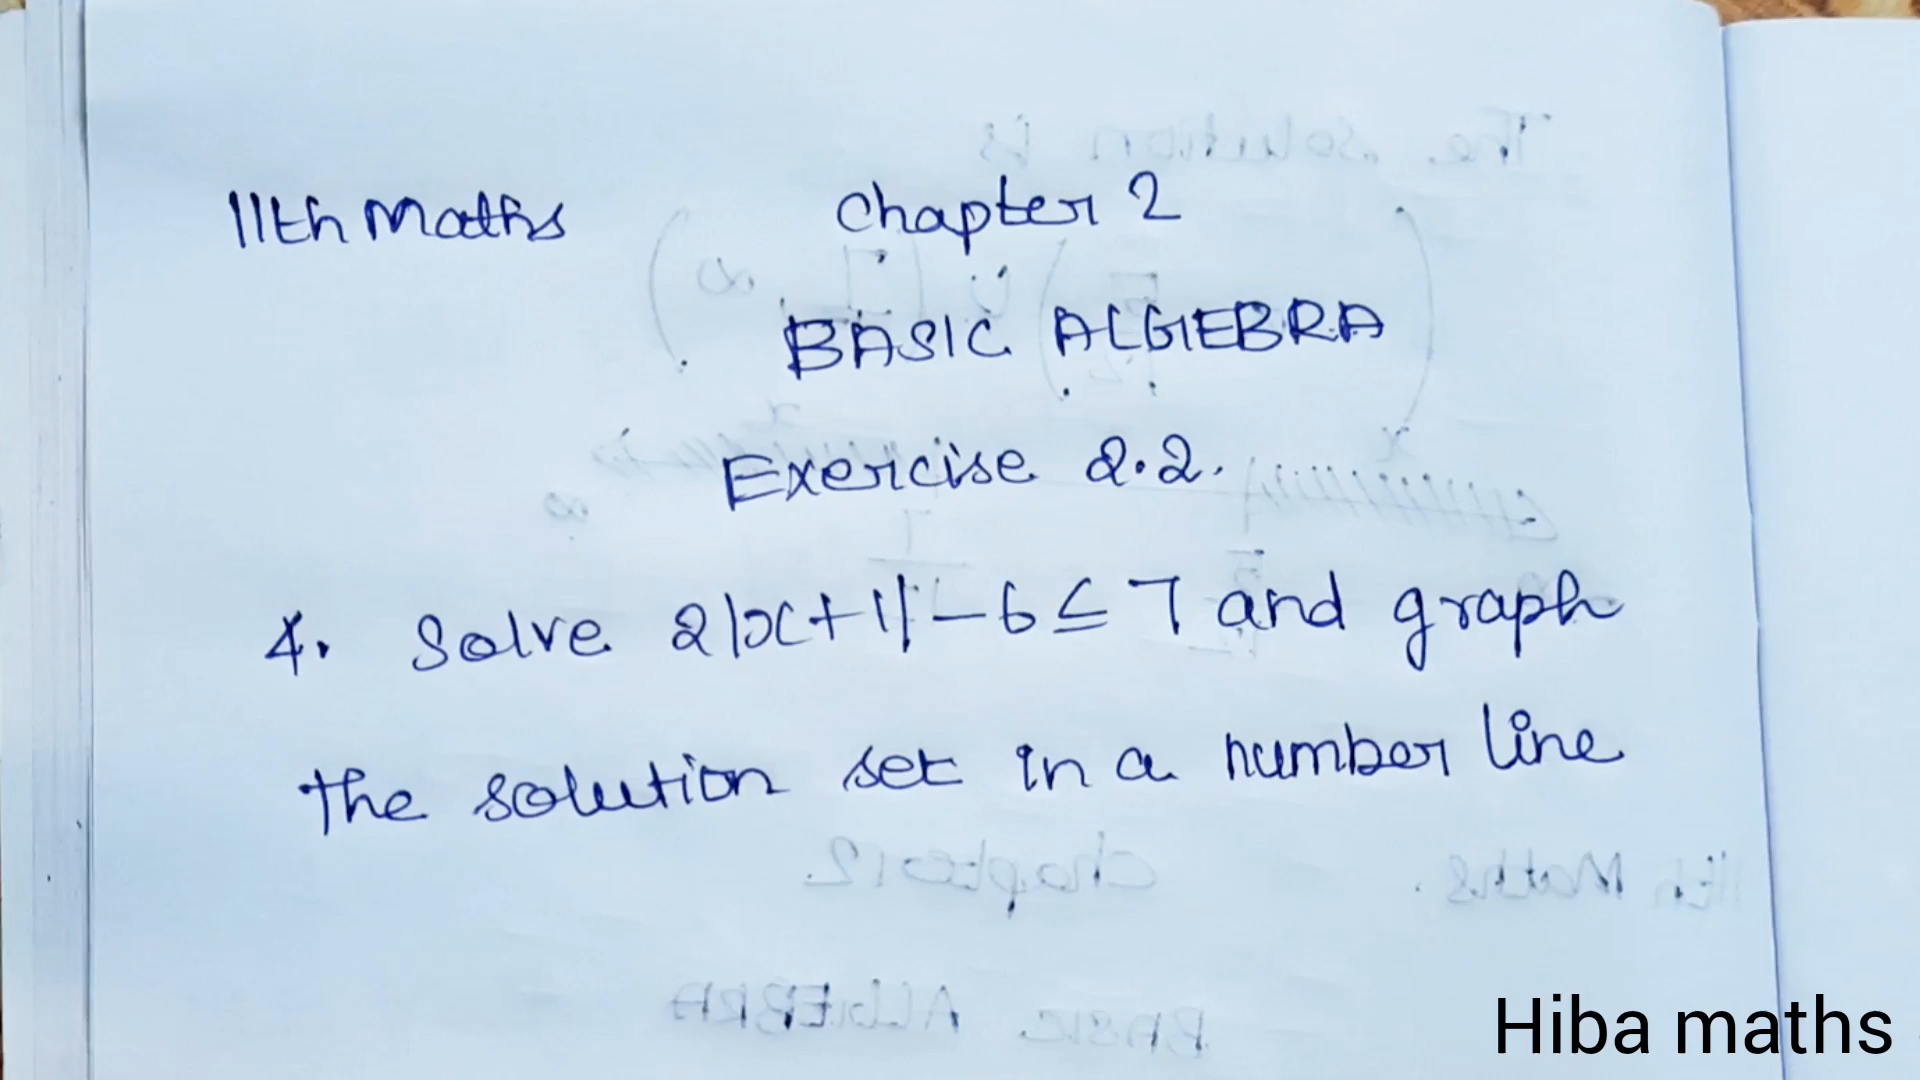 11th Maths Chapter 2
BASIC ALGEBRA
Exercise 2.2.
4. Solve 2|x+1|-6≤7 and graph
the solution set in a number line
Hiba maths